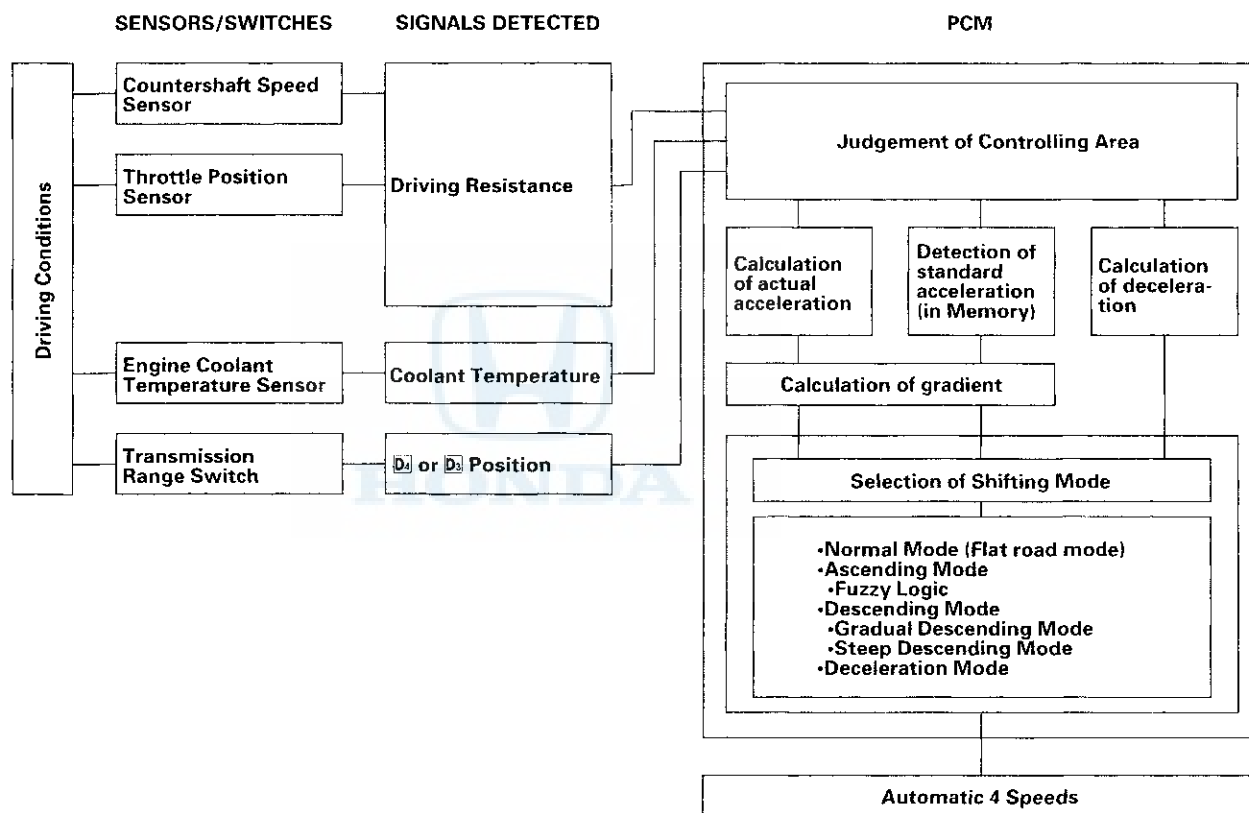 SENSORS/SWITCHES
SIGNALS DETECTED
PCM
Driving Conditions
Countershaft Speed
Sensor
Throttle Position
Sensor
Driving Resistance
Engine Coolant
Temperature Sensor
Coolant Temperature
Transmission
Range Switch
D4 or D3 Position
Judgement of Controlling Area
Calculation
of actual
acceleration
Detection of
standard
acceleration
(in Memory)
Calculation
of decelera-
tion
Calculation of gradient
Selection of Shifting Mode
•Normal Mode (Flat road mode)
•Ascending Mode
•Fuzzy Logic
•Descending Mode
•Gradual Descending Mode
•Steep Descending Mode
•Deceleration Mode
Automatic 4 Speeds
HONDA